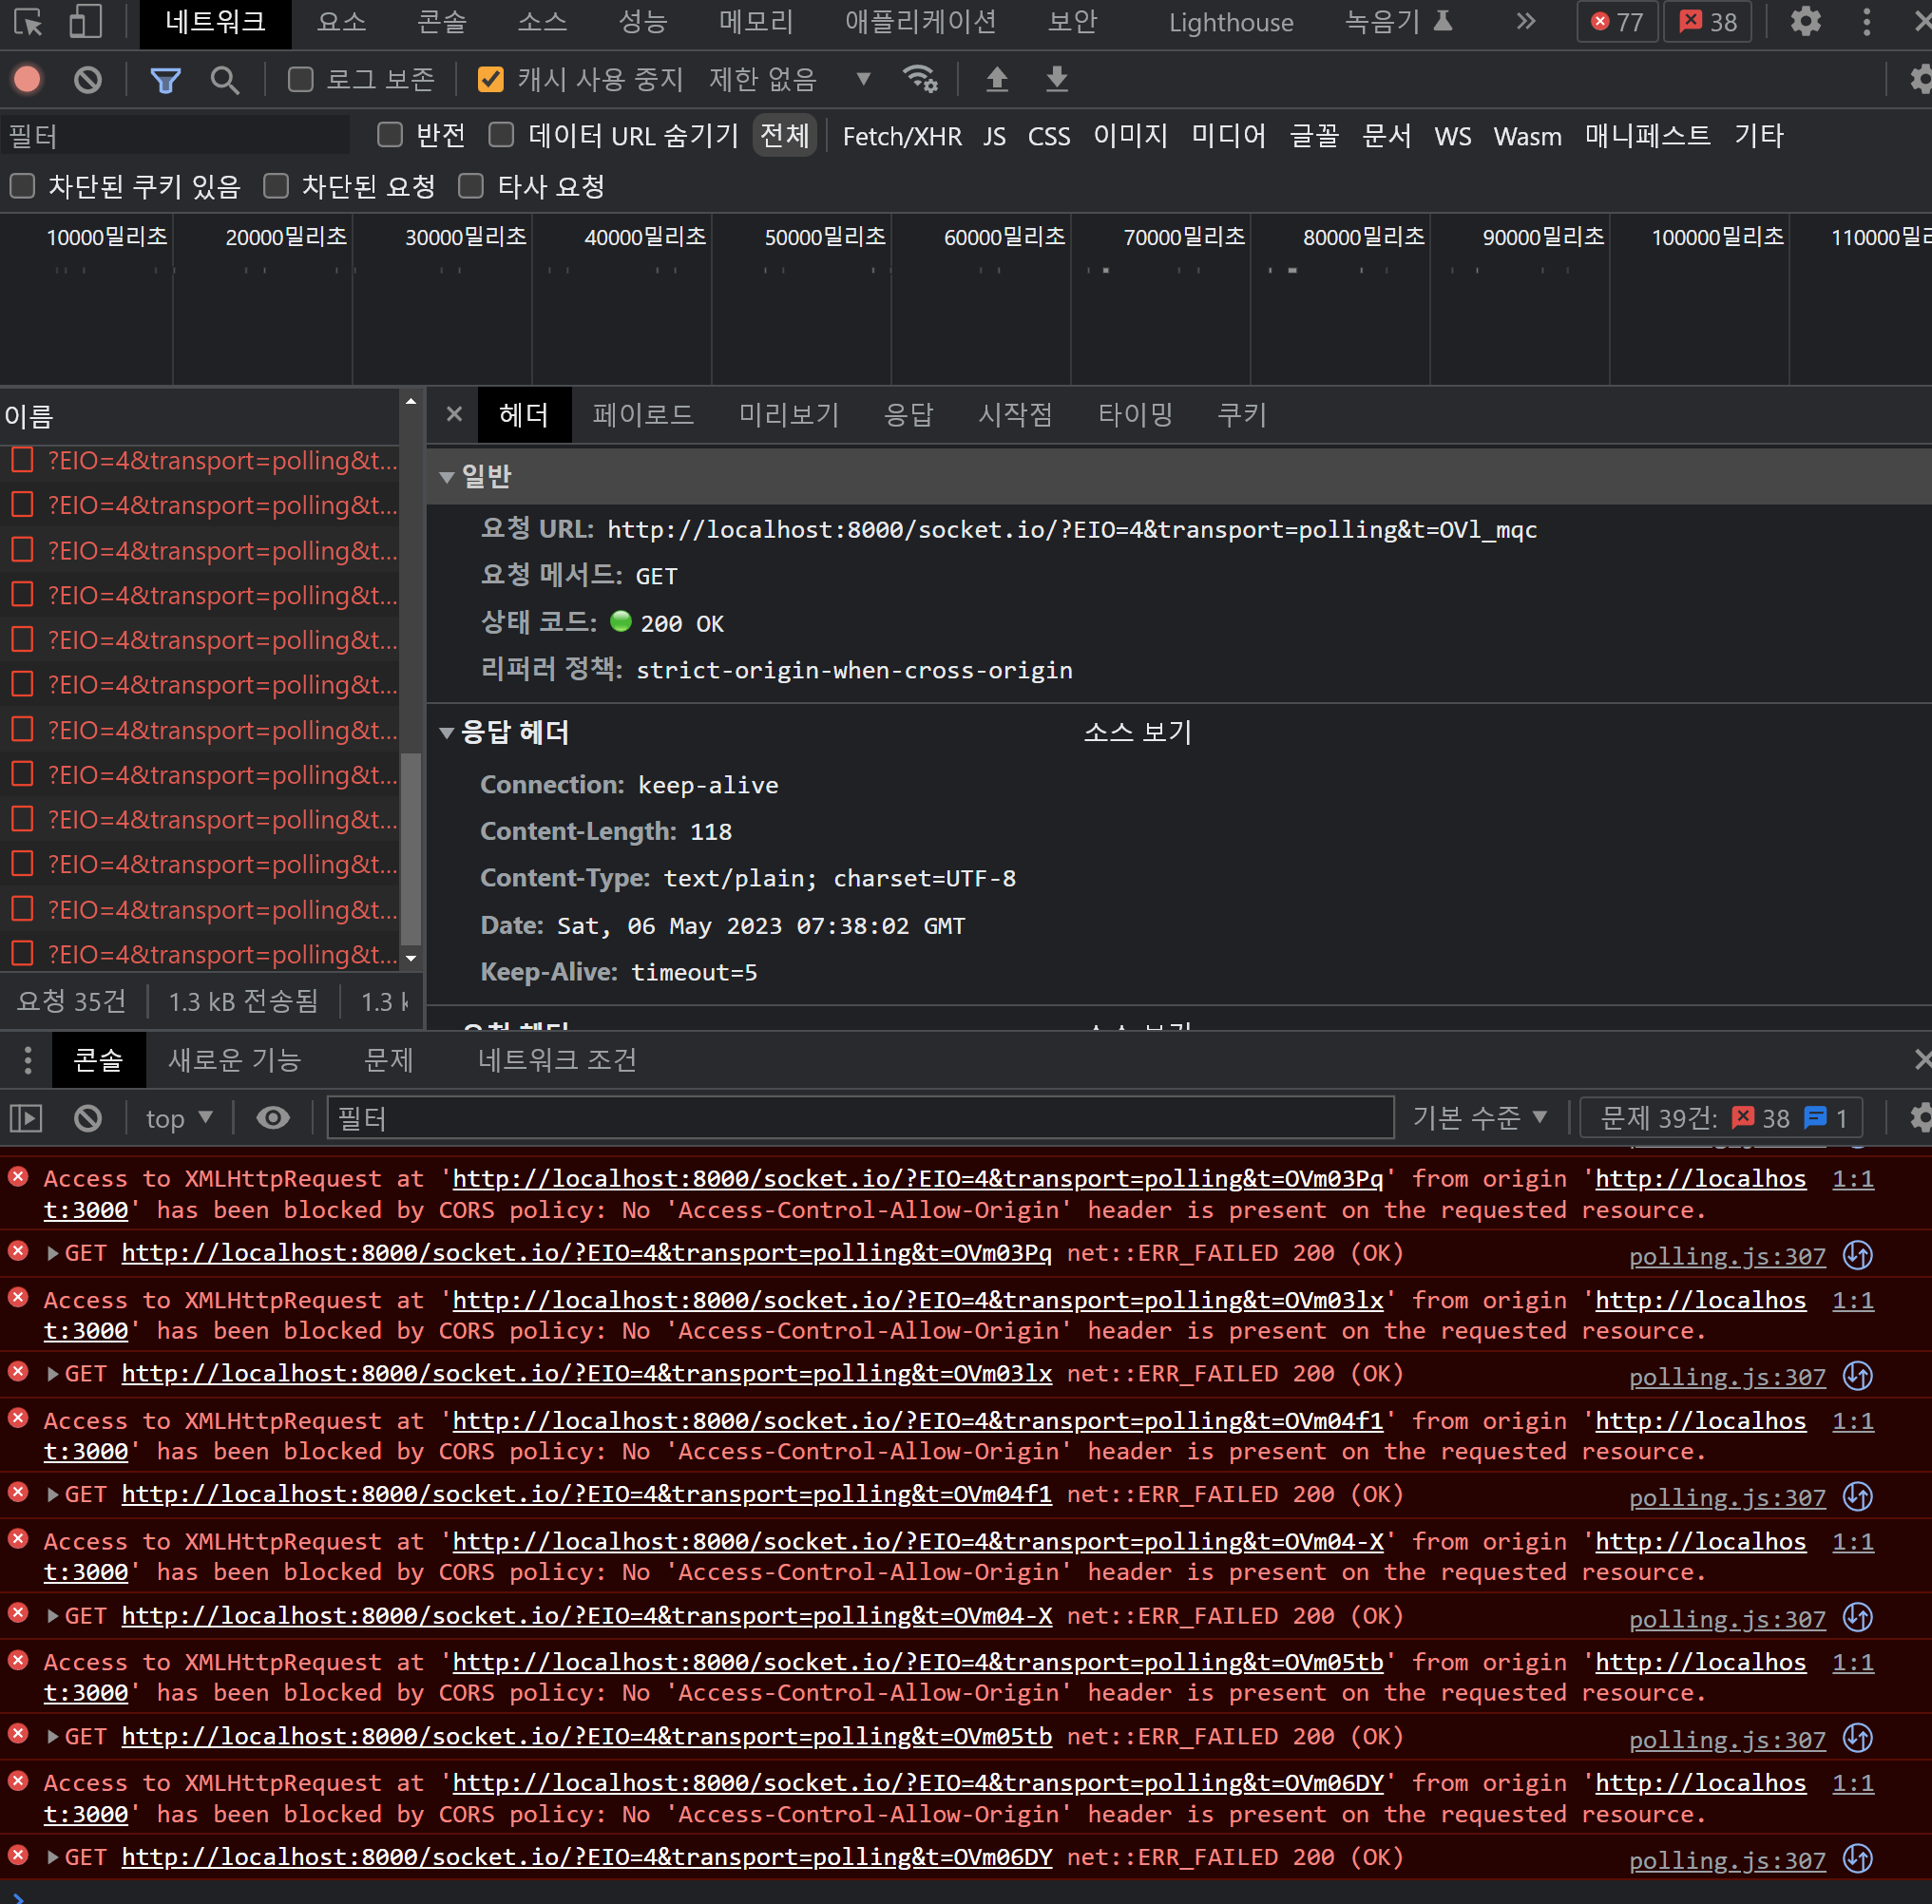 네트워크 요소 콘솔 소스 성능 메모리 애플리케이션 보안 Lighthouse 녹음기 77 38
로그 보존 캐시 사용 중지 제한 없음
필터 반전 데이터 URL 숨기기 전체 Fetch/XHR JS CSS 이미지 미디어 글꼴 문서 WS Wasm 매니페스트 기타
차단된 쿠키 있음 차단된 요청 타사 요청
10000밀리초 20000밀리초 30000밀리초 40000밀리초 50000밀리초 60000밀리초 70000밀리초 80000밀리초 90000밀리초 100000밀리초 110000밀리
이름
?EIO=4&transport=polling&t...
?EIO=4&transport=polling&t...
?EIO=4&transport=polling&t...
?EIO=4&transport=polling&t...
?EIO=4&transport=polling&t...
?EIO=4&transport=polling&t...
?EIO=4&transport=polling&t...
?EIO=4&transport=polling&t...
?EIO=4&transport=polling&t...
?EIO=4&transport=polling&t...
?EIO=4&transport=polling&t...
?EIO=4&transport=polling&t...
요청 35건 1.3 kB 전송됨 1.3 k
헤더 페이로드 미리보기 응답 시작점 타이밍 쿠키
일반
요청 URL: http://localhost:8000/socket.io/?EIO=4&transport=polling&t=OVl_mqc
요청 메서드: GET
상태 코드: 200 OK
리퍼러 정책: strict-origin-when-cross-origin
응답 헤더 소스 보기
Connection: keep-alive
Content-Length: 118
Content-Type: text/plain; charset=UTF-8
Date: Sat, 06 May 2023 07:38:02 GMT
Keep-Alive: timeout=5
요청 헤더 소스 보기
콘솔 새로운 기능 문제 네트워크 조건
top 필터 기본 수준 문제 39건: 38 1
Access to XMLHttpRequest at 'http://localhost:8000/socket.io/?EIO=4&transport=polling&t=OVm03Pq' from origin 'http://localhos 1:1
t:3000' has been blocked by CORS policy: No 'Access-Control-Allow-Origin' header is present on the requested resource.
GET http://localhost:8000/socket.io/?EIO=4&transport=polling&t=OVm03Pq net::ERR_FAILED 200 (OK) polling.js:307
Access to XMLHttpRequest at 'http://localhost:8000/socket.io/?EIO=4&transport=polling&t=OVm03lx' from origin 'http://localhos 1:1
t:3000' has been blocked by CORS policy: No 'Access-Control-Allow-Origin' header is present on the requested resource.
GET http://localhost:8000/socket.io/?EIO=4&transport=polling&t=OVm03lx net::ERR_FAILED 200 (OK) polling.js:307
Access to XMLHttpRequest at 'http://localhost:8000/socket.io/?EIO=4&transport=polling&t=OVm04f1' from origin 'http://localhos 1:1
t:3000' has been blocked by CORS policy: No 'Access-Control-Allow-Origin' header is present on the requested resource.
GET http://localhost:8000/socket.io/?EIO=4&transport=polling&t=OVm04f1 net::ERR_FAILED 200 (OK) polling.js:307
Access to XMLHttpRequest at 'http://localhost:8000/socket.io/?EIO=4&transport=polling&t=OVm04-X' from origin 'http://localhos 1:1
t:3000' has been blocked by CORS policy: No 'Access-Control-Allow-Origin' header is present on the requested resource.
GET http://localhost:8000/socket.io/?EIO=4&transport=polling&t=OVm04-X net::ERR_FAILED 200 (OK) polling.js:307
Access to XMLHttpRequest at 'http://localhost:8000/socket.io/?EIO=4&transport=polling&t=OVm05tb' from origin 'http://localhos 1:1
t:3000' has been blocked by CORS policy: No 'Access-Control-Allow-Origin' header is present on the requested resource.
GET http://localhost:8000/socket.io/?EIO=4&transport=polling&t=OVm05tb net::ERR_FAILED 200 (OK) polling.js:307
Access to XMLHttpRequest at 'http://localhost:8000/socket.io/?EIO=4&transport=polling&t=OVm06DY' from origin 'http://localhos 1:1
t:3000' has been blocked by CORS policy: No 'Access-Control-Allow-Origin' header is present on the requested resource.
GET http://localhost:8000/socket.io/?EIO=4&transport=polling&t=OVm06DY net::ERR_FAILED 200 (OK) polling.js:307